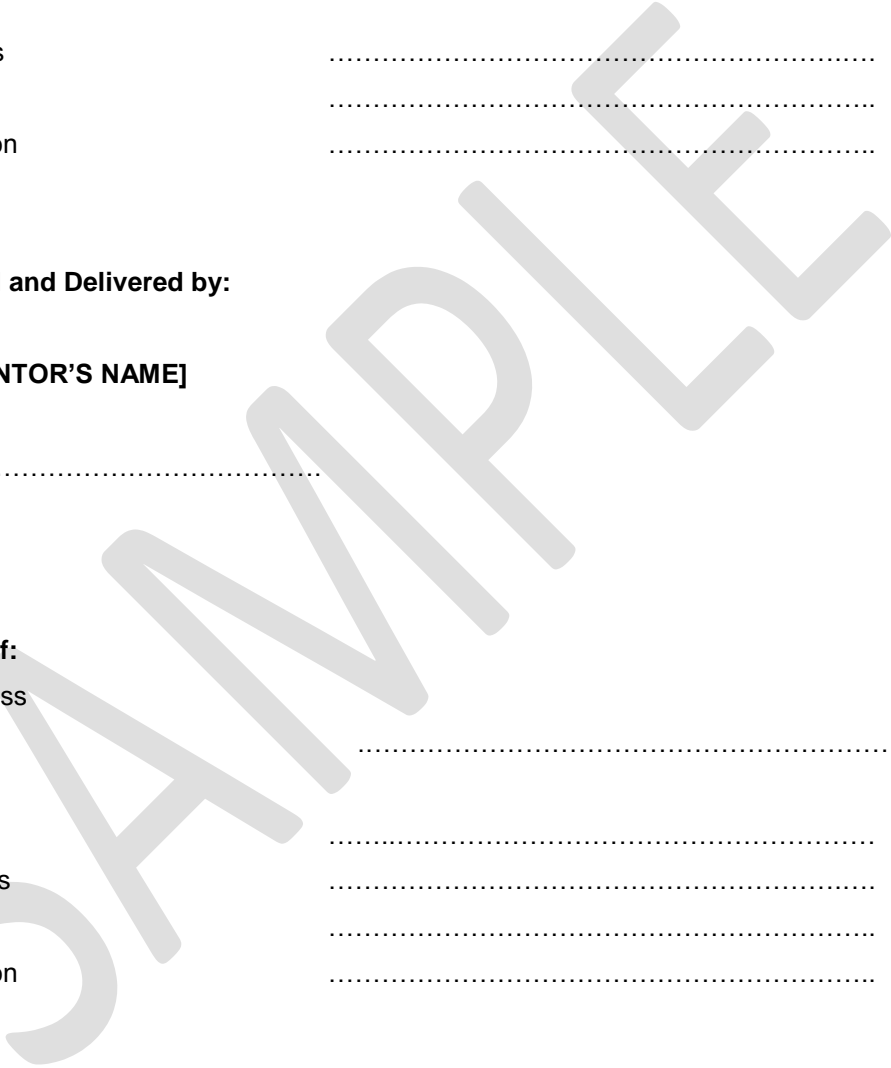 s ……………………………………………………..….
………………………………………………………..
on ………………………………………………………..
and Delivered by:
NTOR’S NAME]
……………………………………
f:
ss
……………………………………………………
……..………………………………………………
s ……………………………………………………..….
………………………………………………………..
on ………………………………………………………..
SAMPLE